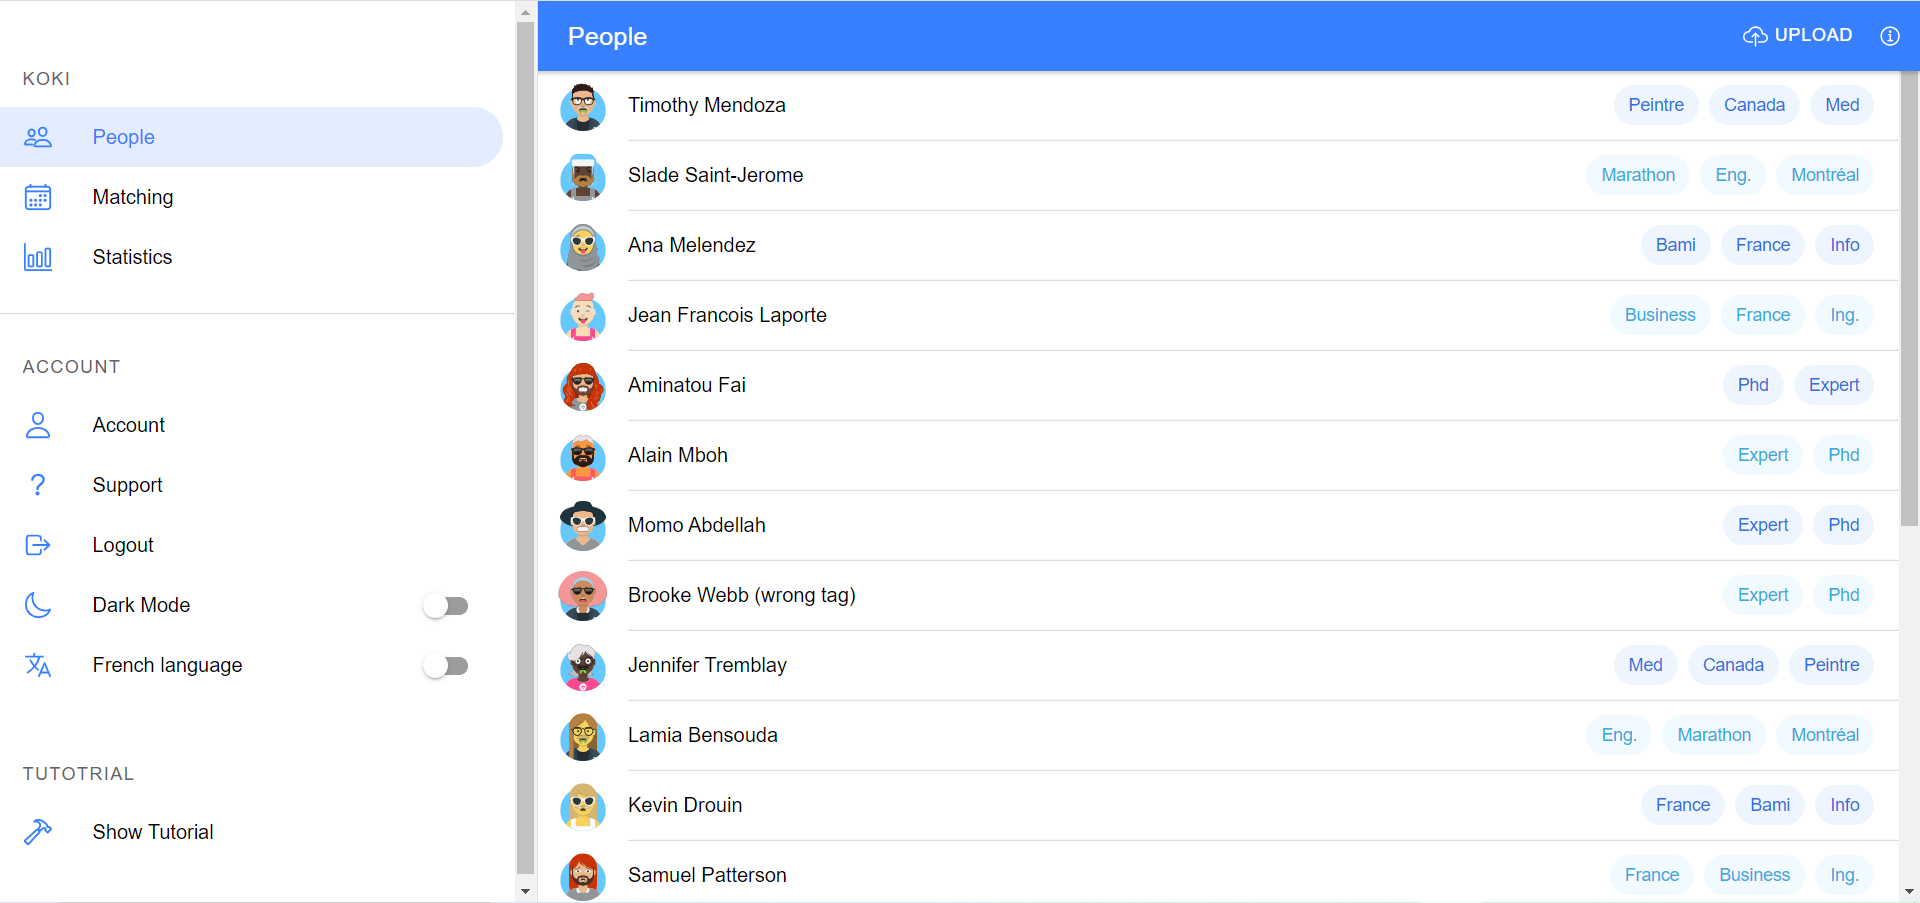 KOKI
People
Matching
Statistics
ACCOUNT
Account
Support
Logout
Dark Mode
French language
TUTOTRIAL
Show Tutorial
People UPLOAD
Timothy Mendoza Peintre Canada Med
Slade Saint-Jerome Marathon Eng. Montréal
Ana Melendez Bami France Info
Jean Francois Laporte Business France Ing.
Aminatou Fai Phd Expert
Alain Mboh Expert Phd
Momo Abdellah Expert Phd
Brooke Webb (wrong tag) Expert Phd
Jennifer Tremblay Med Canada Peintre
Lamia Bensouda Eng. Marathon Montréal
Kevin Drouin France Bami Info
Samuel Patterson France Business Ing.